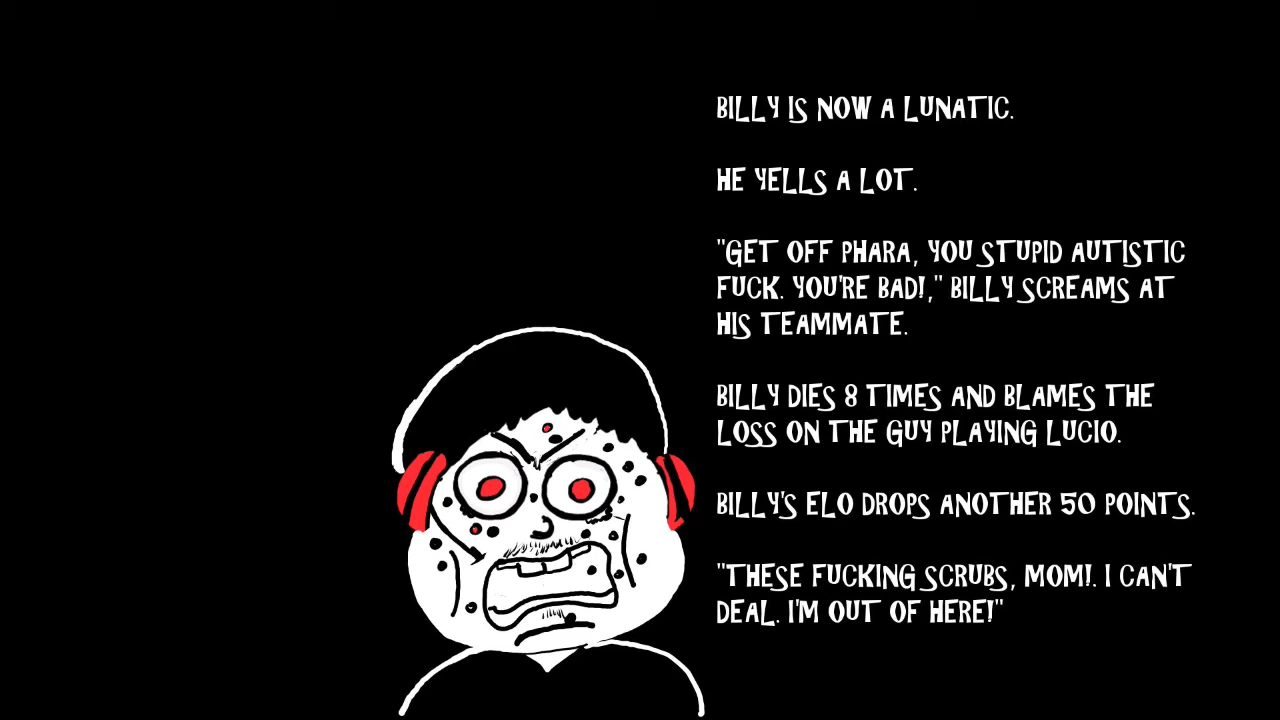 BILLY IS NOW A LUNATIC.
HE YELLS A LOT.
"GET OFF PHARA, YOU STUPID AUTISTIC
FUCK. YOU'RE BAD!," BILLY SCREAMS AT
HIS TEAMMATE.
BILLY DIES 8 TIMES AND BLAMES THE
LOSS ON THE GUY PLAYING LUCIO.
BILLY'S ELO DROPS ANOTHER 50 POINTS.
"THESE FUCKING SCRUBS, MOM!. I CAN'T
DEAL. I'M OUT OF HERE!"